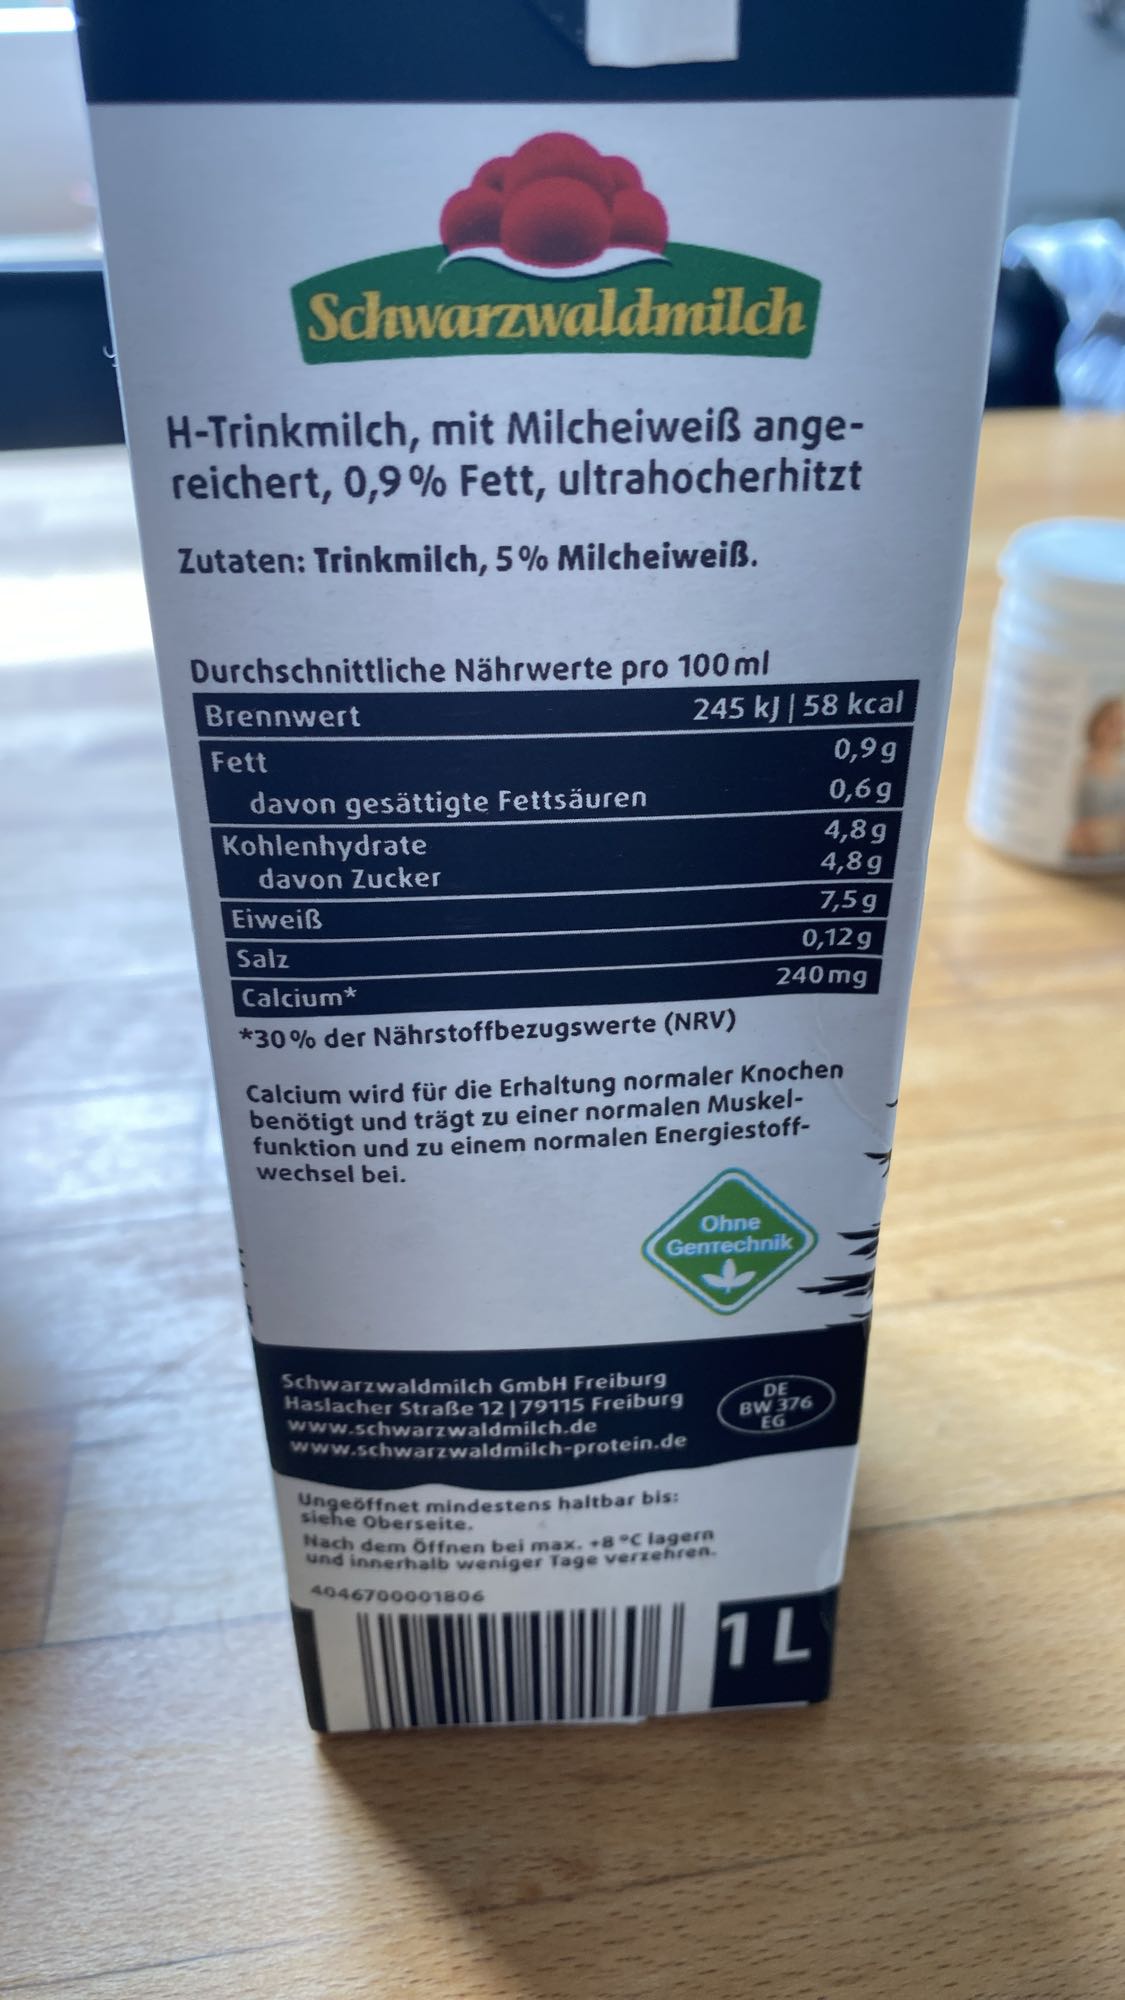 Schwarzwaldmilch
H-Trinkmilch, mit Milcheiweiß ange-
reichert, 0,9 % Fett, ultrahocherhitzt
Zutaten: Trinkmilch, 5 % Milcheiweiß.
Durchschnittliche Nährwerte pro 100 ml
Brennwert 245 kJ | 58 kcal
Fett 0,9 g
davon gesättigte Fettsäuren 0,6 g
Kohlenhydrate 4,8 g
davon Zucker 4,8 g
Eiweiß 7,5 g
Salz 0,12 g
Calcium* 240 mg
*30 % der Nährstoffbezugswerte (NRV)
Calcium wird für die Erhaltung normaler Knochen
benötigt und trägt zu einer normalen Muskel-
funktion und zu einem normalen Energiestoff-
wechsel bei.
Ohne
GenTechnik
Schwarzwaldmilch GmbH Freiburg
Haslacher Straße 12 | 79115 Freiburg
www.schwarzwaldmilch.de
www.schwarzwaldmilch-protein.de
DE
BW 376
EG
Ungeöffnet mindestens haltbar bis:
siehe Oberseite.
Nach dem Öffnen bei max. +8 °C lagern
und innerhalb weniger Tage verzehren.
4046700001806
1 L